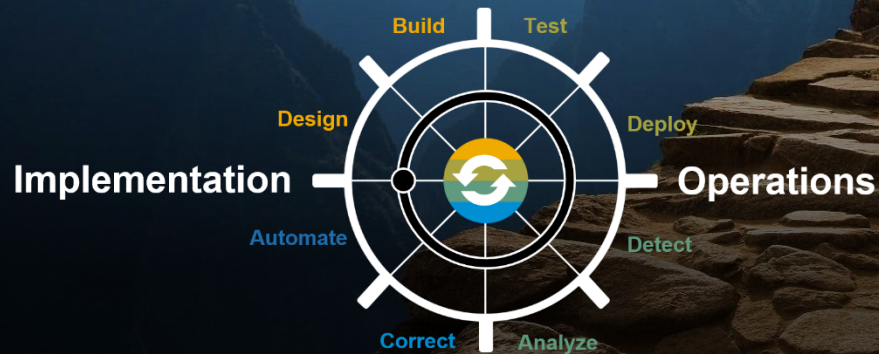 Build
Test
Design
Deploy
Implementation
Operations
Automate
Detect
Correct
Analyze